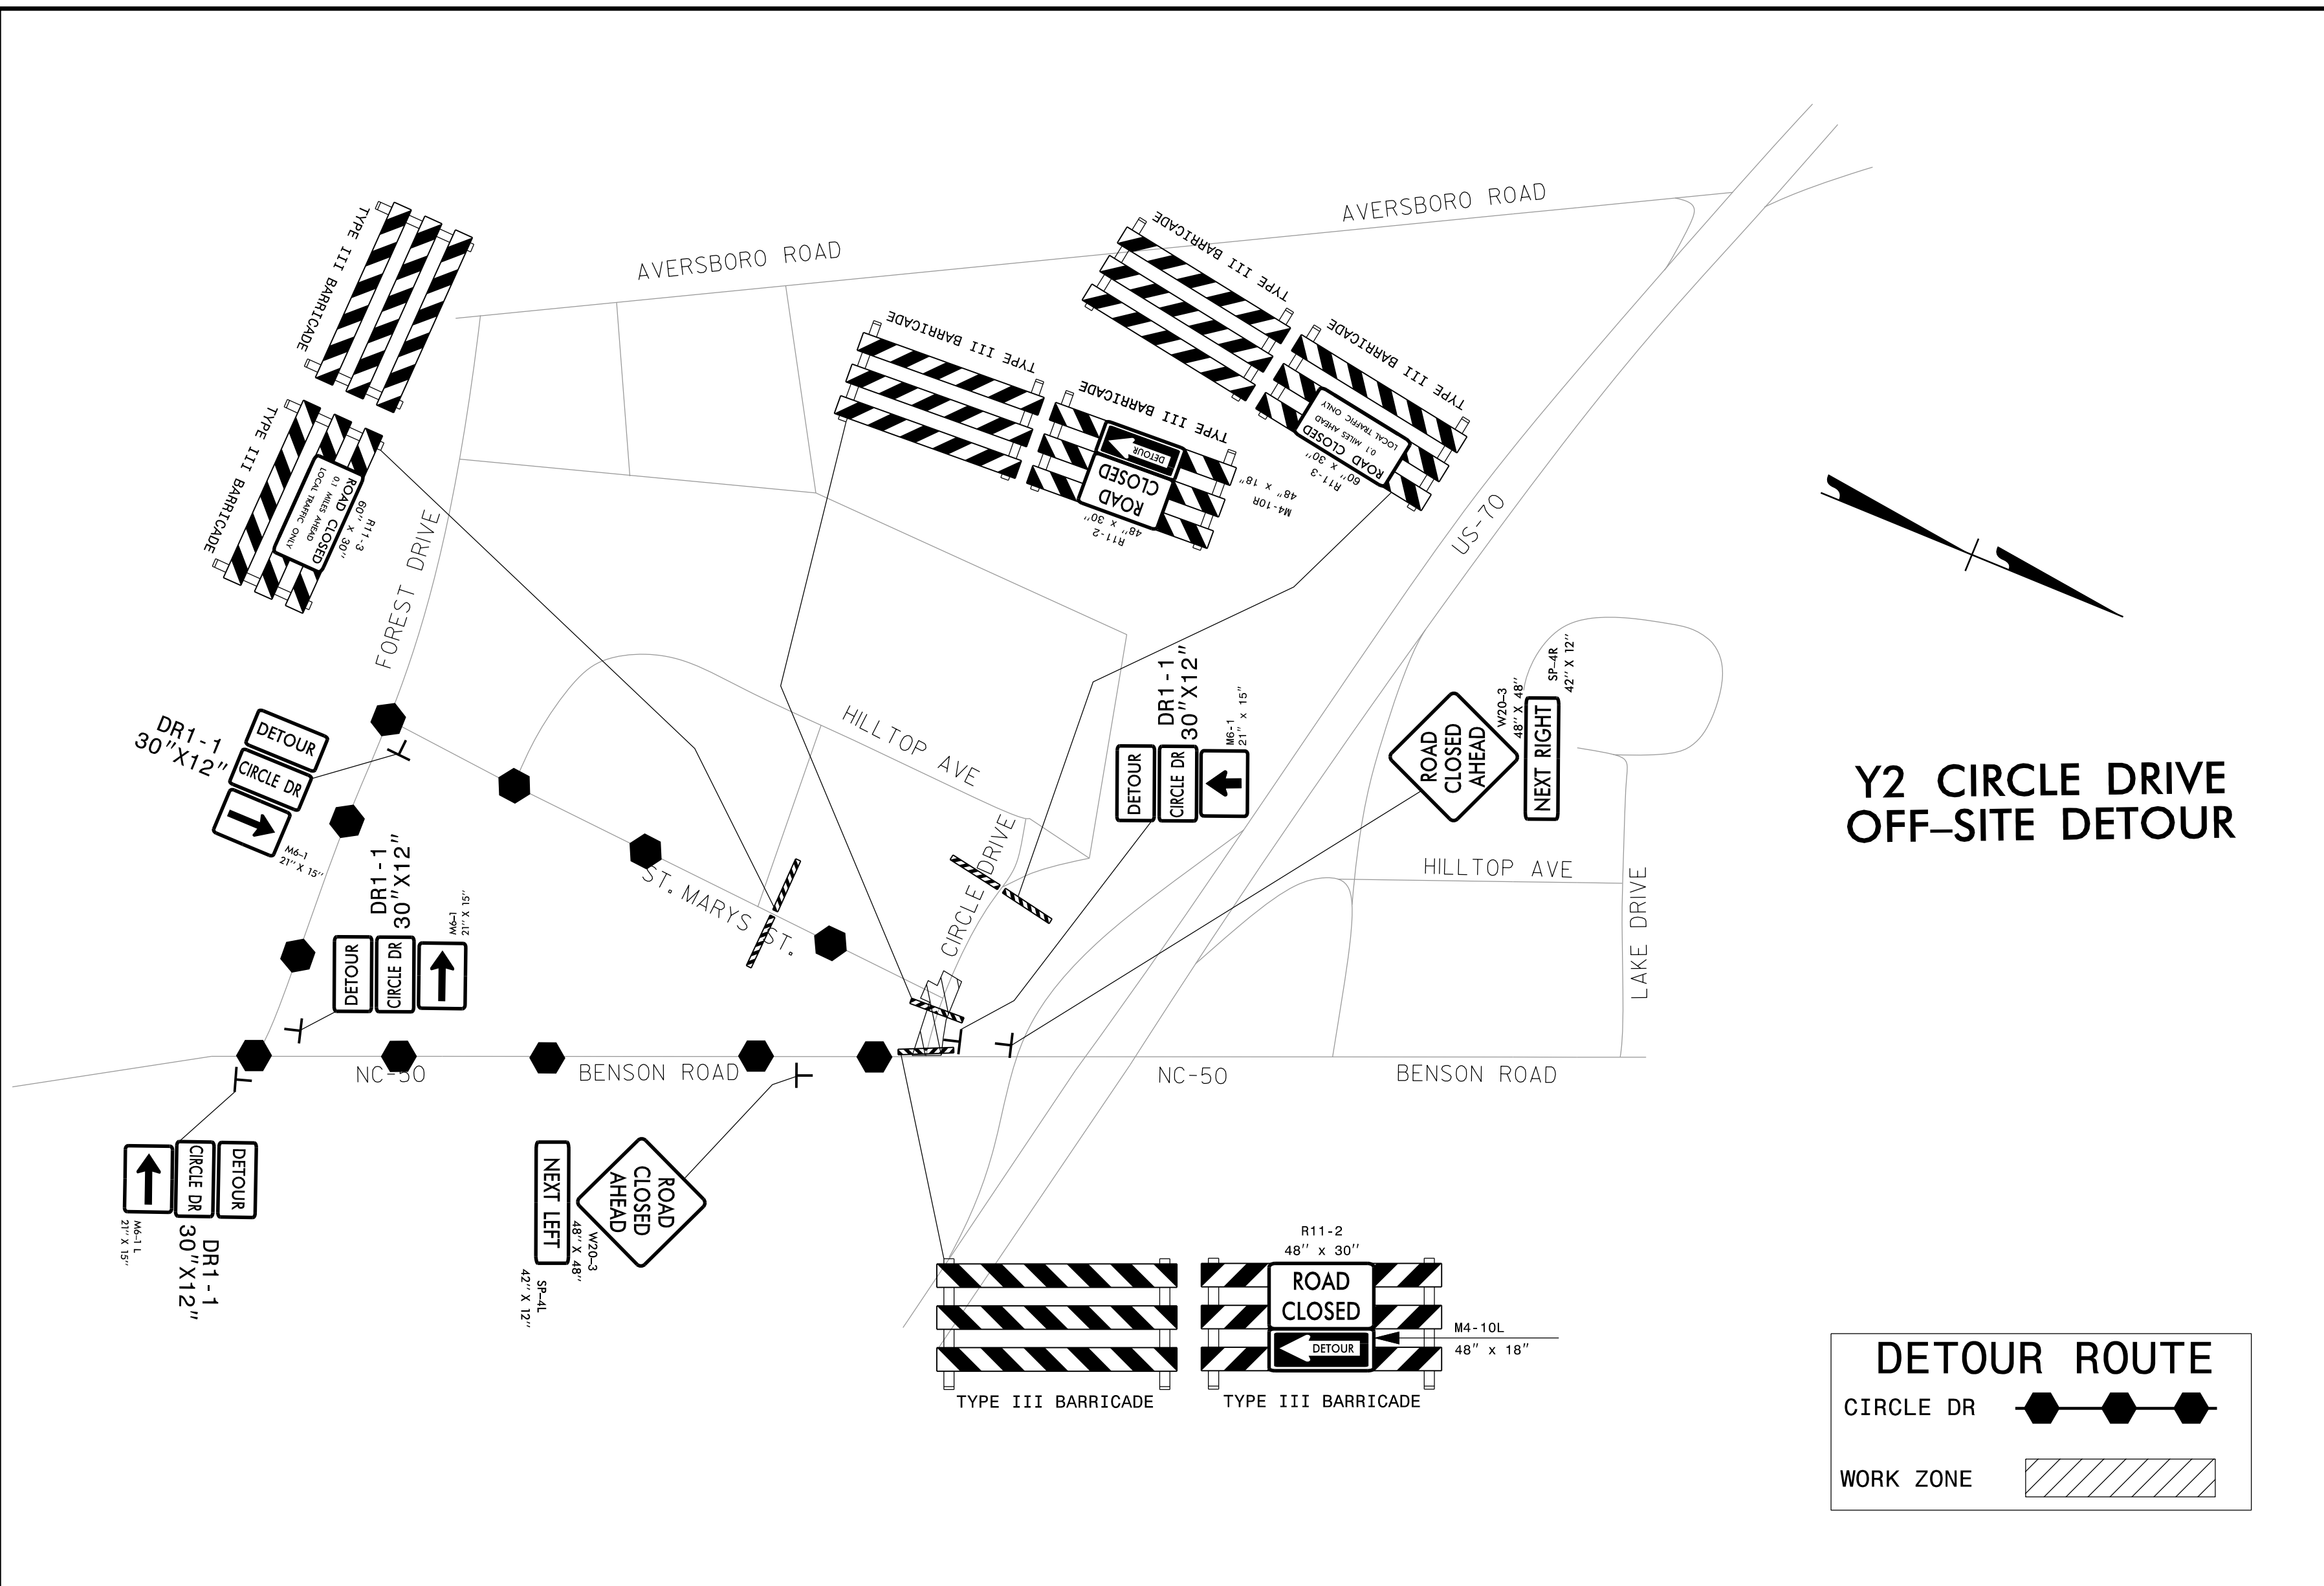 AVERSBORO ROAD
AVERSBORO ROAD
TYPE III BARRICADE
TYPE III BARRICADE
ROAD CLOSED
0.1 MILES AHEAD
LOCAL TRAFFIC ONLY
R11-3
60" X 30"
FOREST DRIVE
TYPE III BARRICADE
TYPE III BARRICADE
ROAD
CLOSED
DETOUR
R11-2
48" X 30"
M4-10R
48" X 18"
TYPE III BARRICADE
TYPE III BARRICADE
ROAD CLOSED
0.1 MILES AHEAD
LOCAL TRAFFIC ONLY
R11-3
60" X 30"
US-70
DR1-1
30"X12"
DETOUR
CIRCLE DR
M6-1
21" X 15"
DR1-1
30"X12"
DETOUR
CIRCLE DR
M6-1
21" X 15"
HILLTOP AVE
ST. MARYS ST.
CIRCLE DRIVE
DR1-1
30"X12"
DETOUR
CIRCLE DR
M6-1
21" X 15"
ROAD
CLOSED
AHEAD
W20-3
48" X 48"
NEXT RIGHT
SP-4R
42" X 12"
Y2 CIRCLE DRIVE
OFF-SITE DETOUR
HILLTOP AVE
LAKE DRIVE
NC-50
BENSON ROAD
NC-50
BENSON ROAD
DETOUR
CIRCLE DR
M6-1 L
21" X 15"
DR1-1
30"X12"
ROAD
CLOSED
AHEAD
W20-3
48" X 48"
NEXT LEFT
SP-4L
42" X 12"
R11-2
48" x 30"
ROAD
CLOSED
DETOUR
M4-10L
48" x 18"
TYPE III BARRICADE
TYPE III BARRICADE
DETOUR ROUTE
CIRCLE DR
WORK ZONE